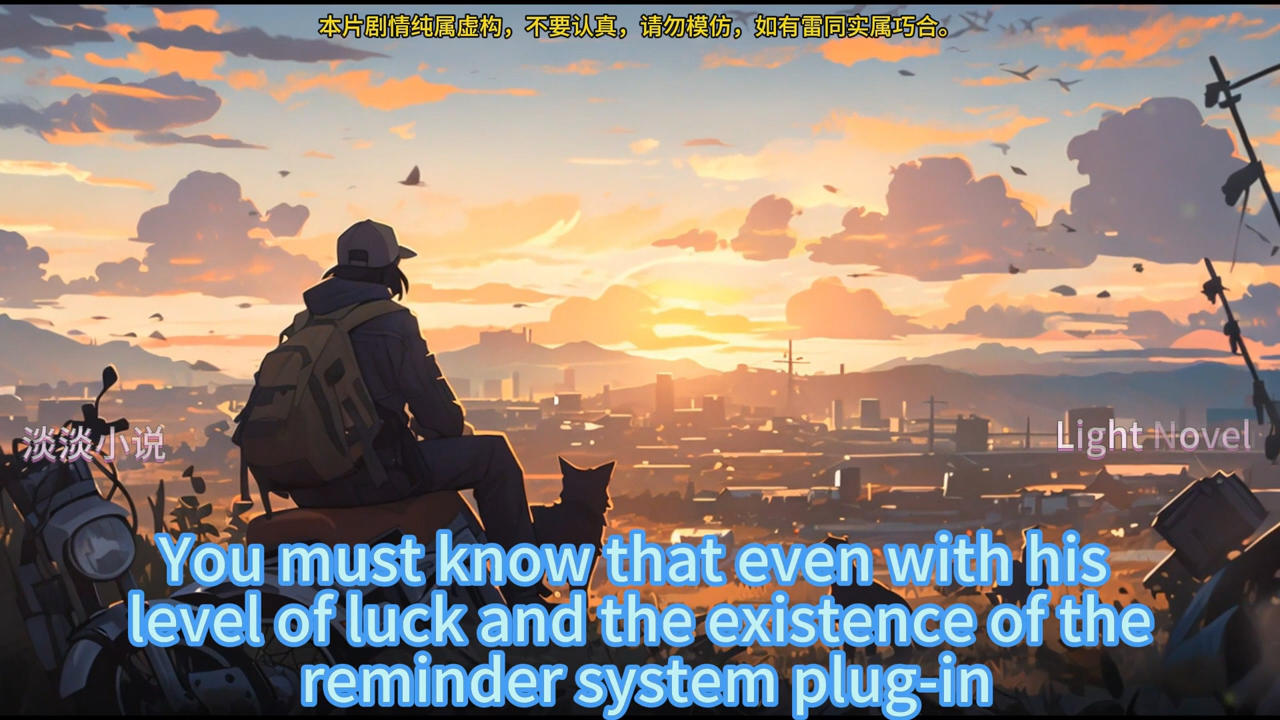 本片剧情纯属虚构，不要认真，请勿模仿，如有雷同实属巧合。
淡淡小说
Light Novel
You must know that even with his
level of luck and the existence of the
reminder system plug-in